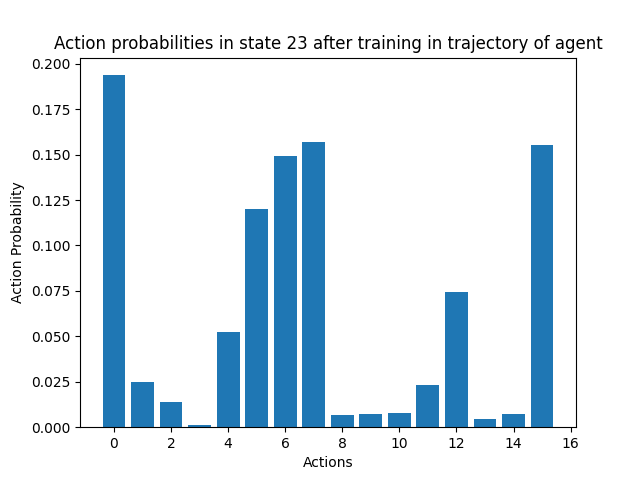 Action probabilities in state 23 after training in trajectory of agent
0.200
0.175
0.150
0.125
0.100
0.075
0.050
0.025
0.000
Action Probability
0 2 4 6 8 10 12 14 16
Actions